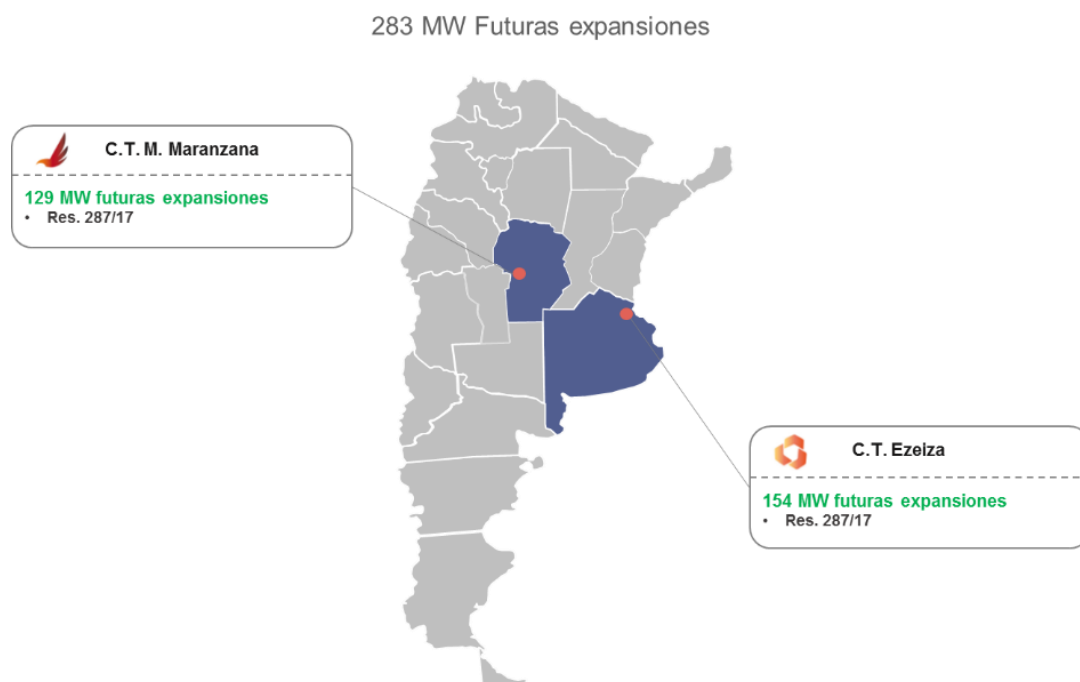 283 MW Futuras expansiones
C.T. M. Maranzana
129 MW futuras expansiones
• Res. 287/17
C.T. Ezeiza
154 MW futuras expansiones
• Res. 287/17